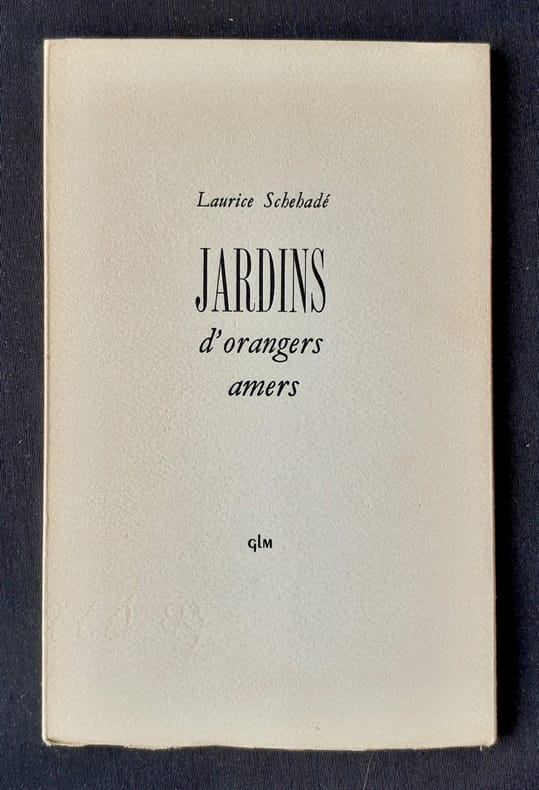 Laurice Schehadé
JARDINS
d'orangers
amers
GLM